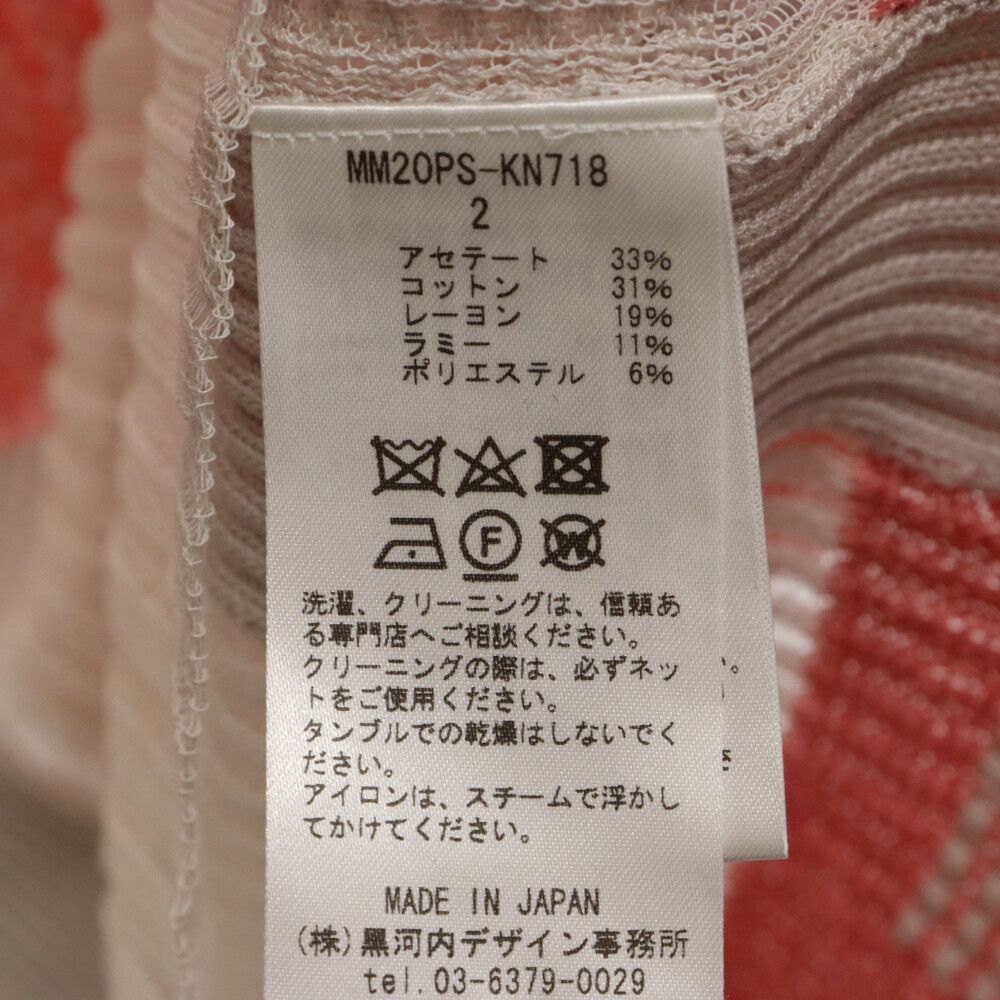 MM20PS-KN718
2
アセテート 33%
コットン 31%
レーヨン 19%
ラミー 11%
ポリエステル 6%
F
W
洗濯、クリーニングは、信頼あ
る専門店へご相談ください。
クリーニングの際は、必ずネッ
トをご使用ください。
タンブルでの乾燥はしないでく
ださい。
アイロンは、スチームで浮かし
てかけてください。
MADE IN JAPAN
(株)黒河内デザイン事務所
tel.03-6379-0029